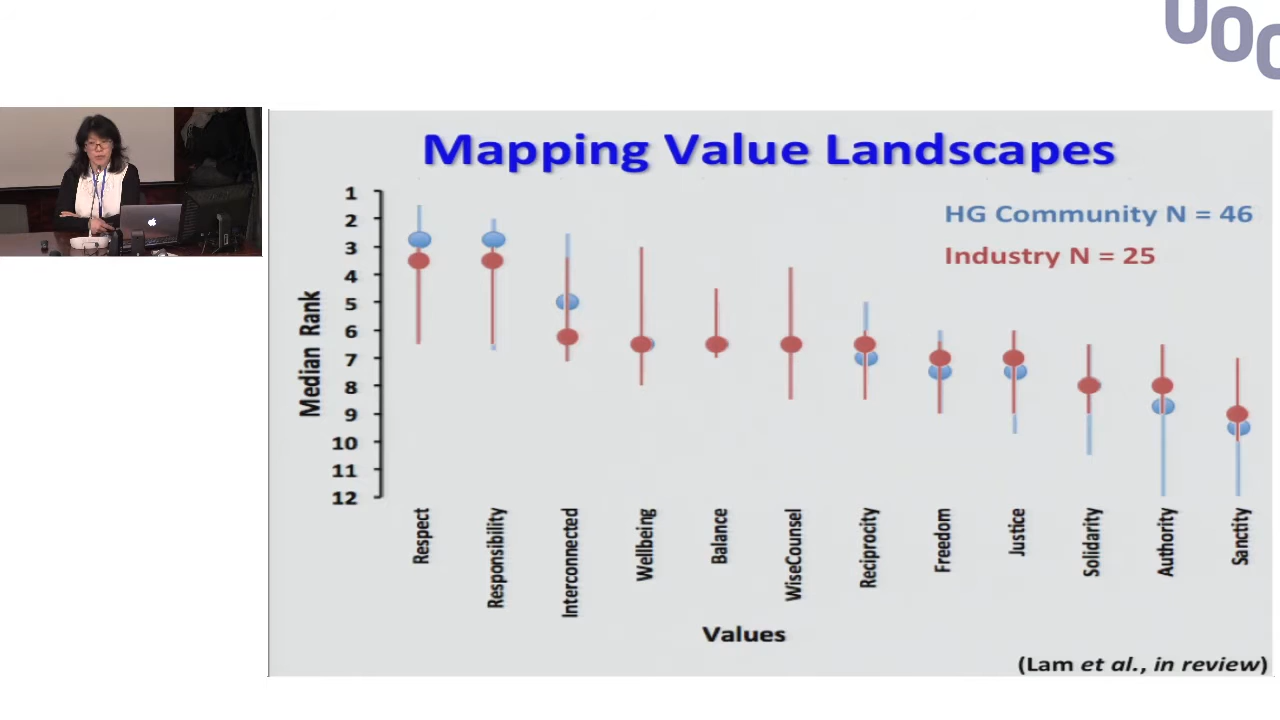 UOC
Mapping Value Landscapes
HG Community N = 46
Industry N = 25
Median Rank
1
2
3
4
5
6
7
8
9
10
11
12
Respect
Responsibility
Interconnected
Wellbeing
Balance
WiseCounsel
Reciprocity
Freedom
Justice
Solidarity
Authority
Sanctity
Values
(Lam et al., in review)